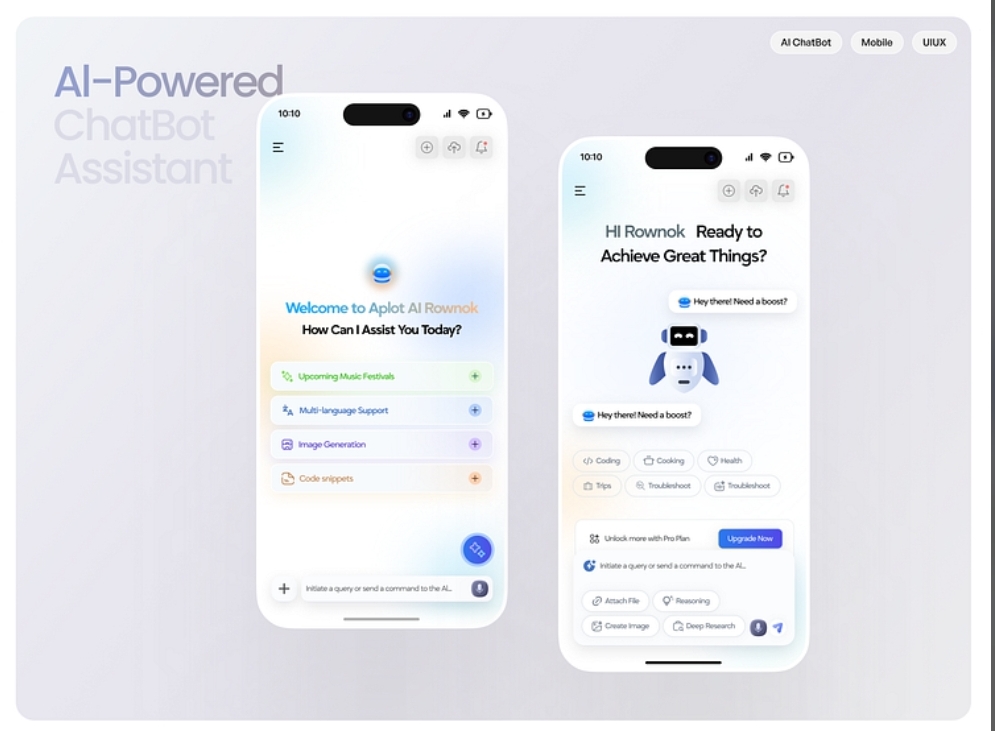 AI ChatBot
Mobile
UIUX
AI-Powered
ChatBot
Assistant
10:10
Welcome to Aplot AI Rownok
How Can I Assist You Today?
Upcoming Music Festivals
Multi-language Support
Image Generation
Code snippets
Initiate a query or send a command to the AI...
10:10
HI Rownok Ready to
Achieve Great Things?
Hey there! Need a boost?
Hey there! Need a boost?
Coding
Cooking
Health
Trips
Troubleshoot
Troubleshoot
Unlock more with Pro Plan
Upgrade Now
Initiate a query or send a command to the AI...
Attach File
Reasoning
Create Image
Deep Research